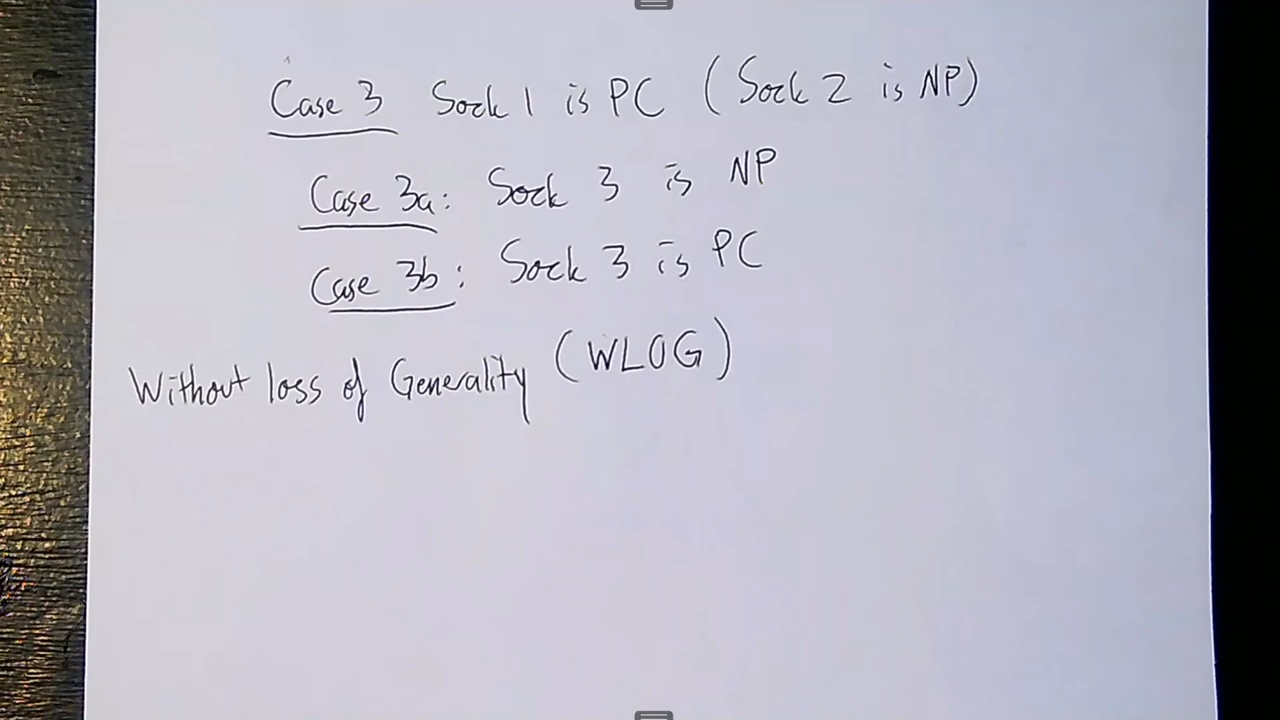 Case 3 Sock 1 is PC (Sock 2 is NP)
Case 3a: Sock 3 is NP
Case 3b: Sock 3 is PC
Without loss of Generality (WLOG)